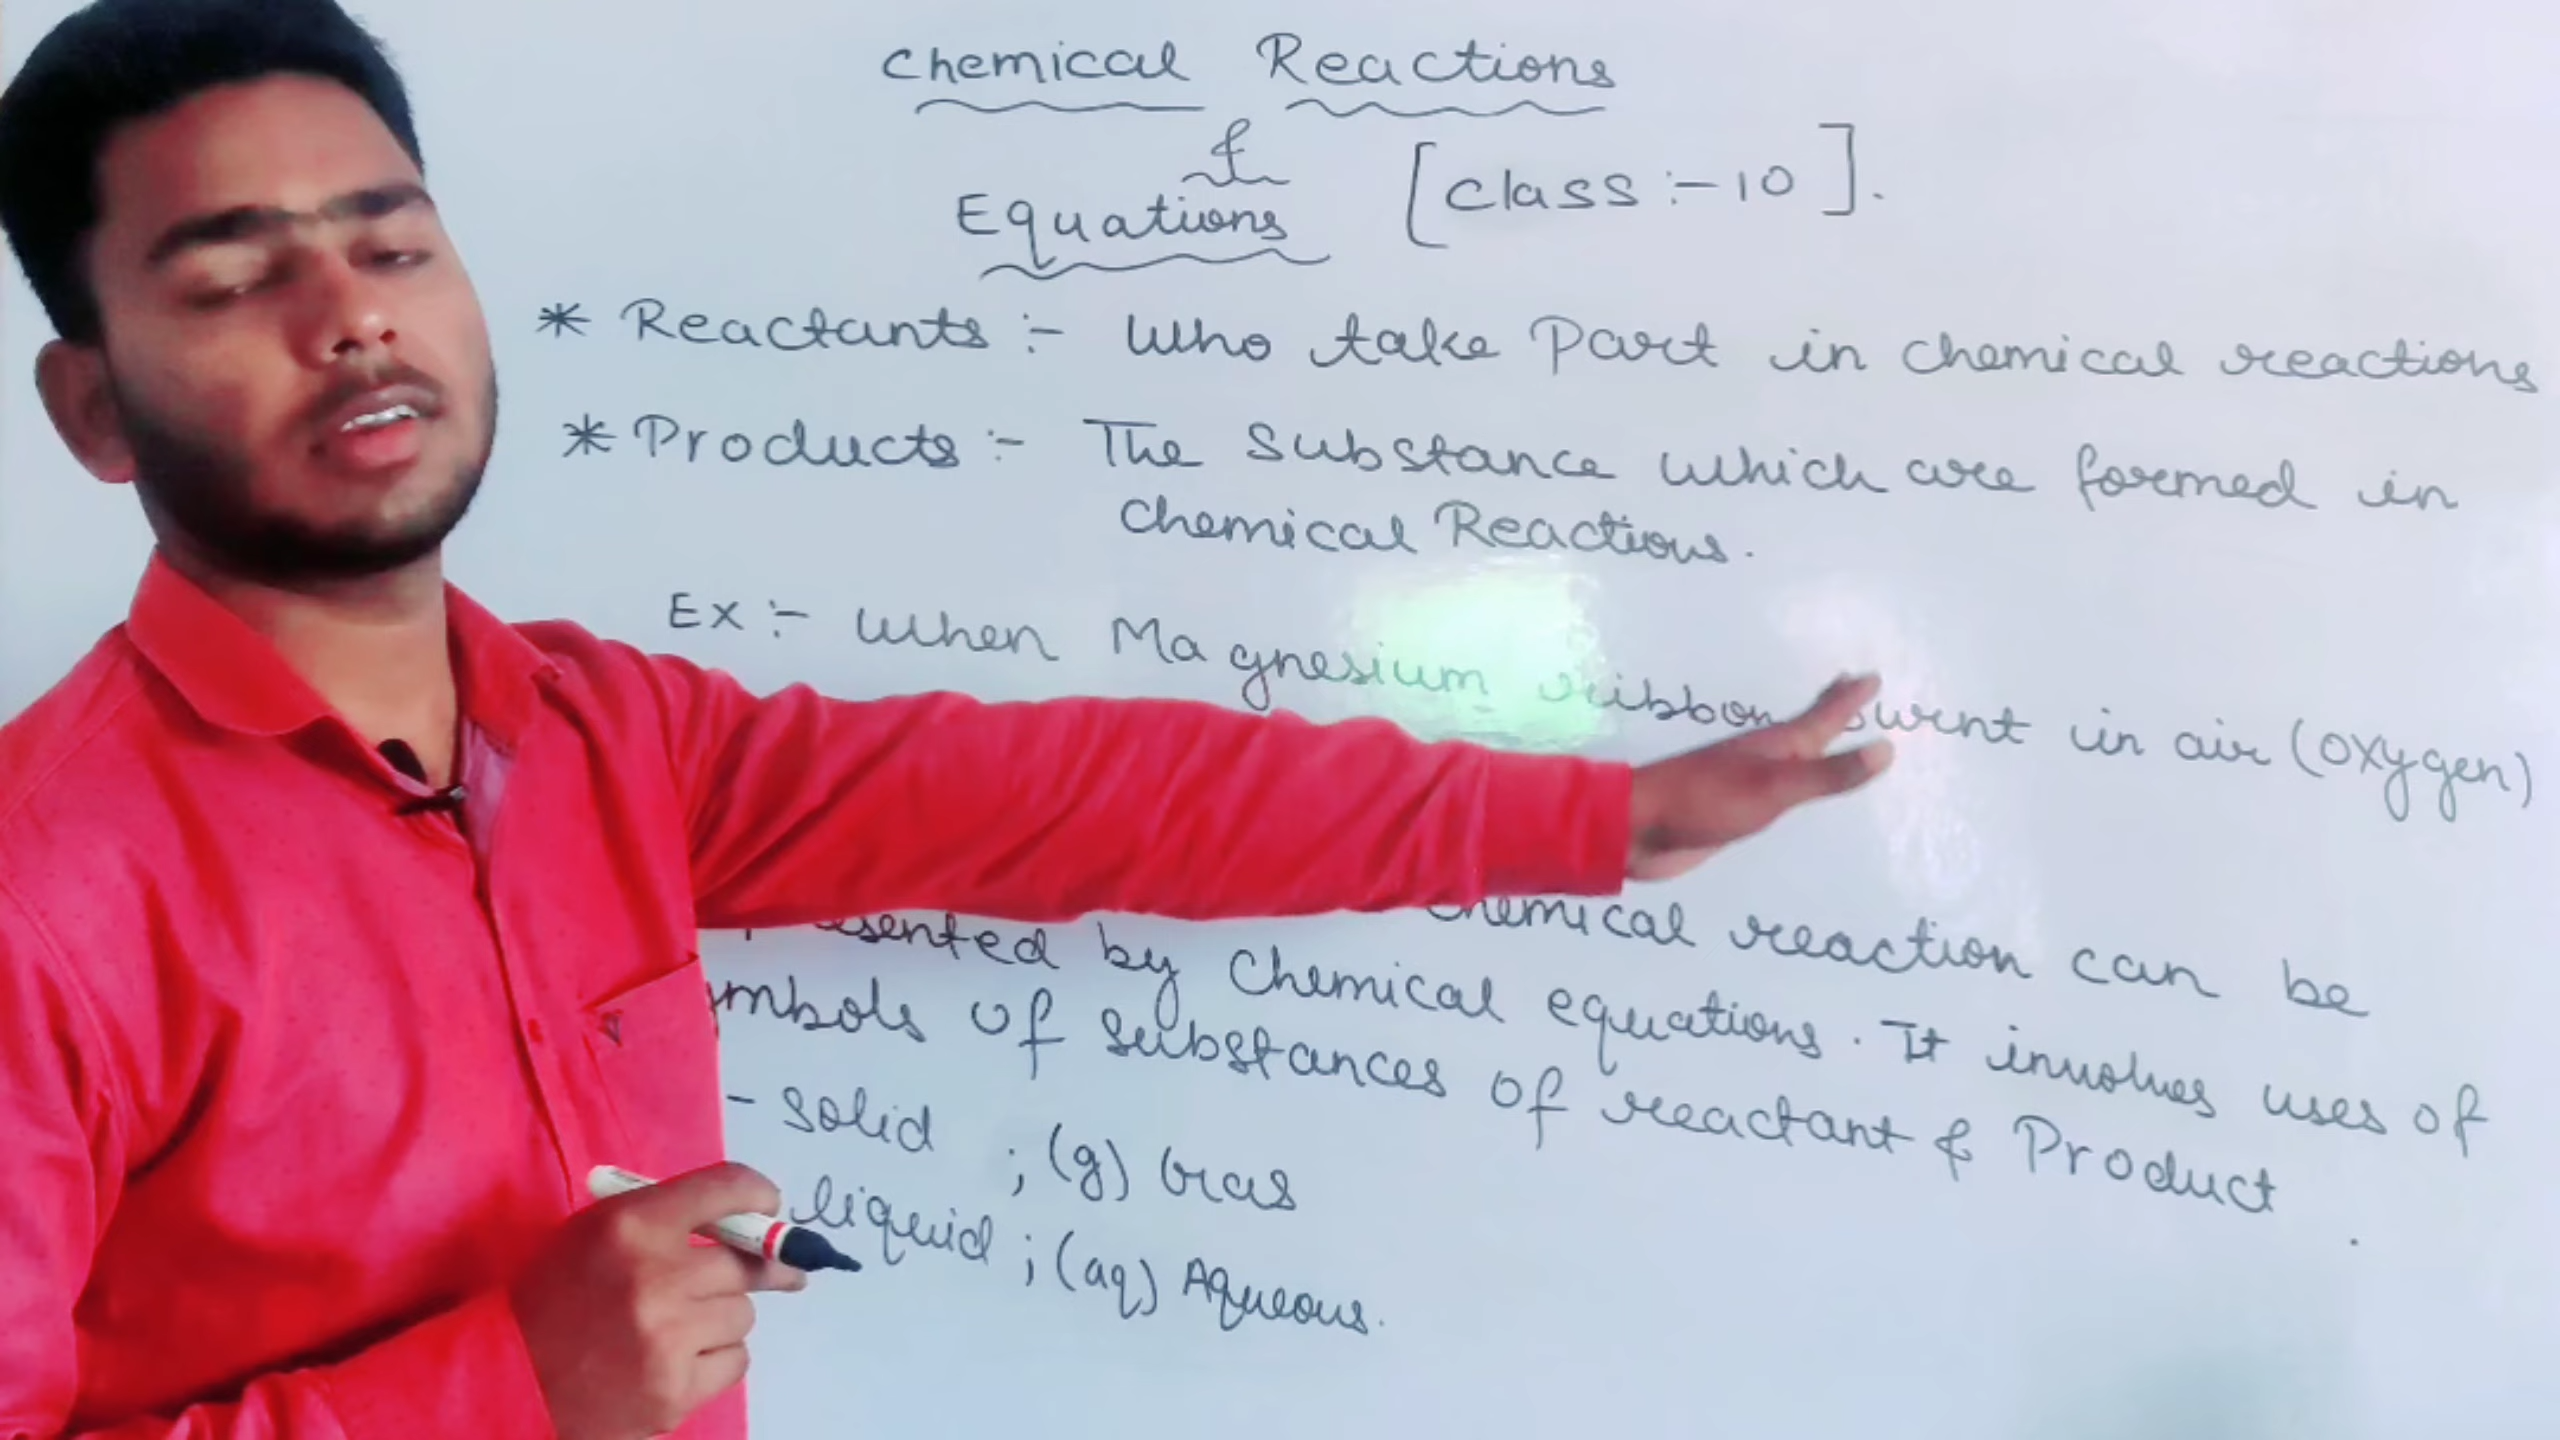 Chemical Reactions
&
Equations [Class :- 10].
* Reactants :- Who take Part in chemical reactions
* Products :- The Substance which are formed in
Chemical Reactions.
Ex :- When Magnesium ribbon in air (oxygen)
chemical reaction can be
by Chemical equations. It involves uses of
of substances of reactant & Product.
- Solid ; (g) Gas
liquid ; (aq) Aqueous.